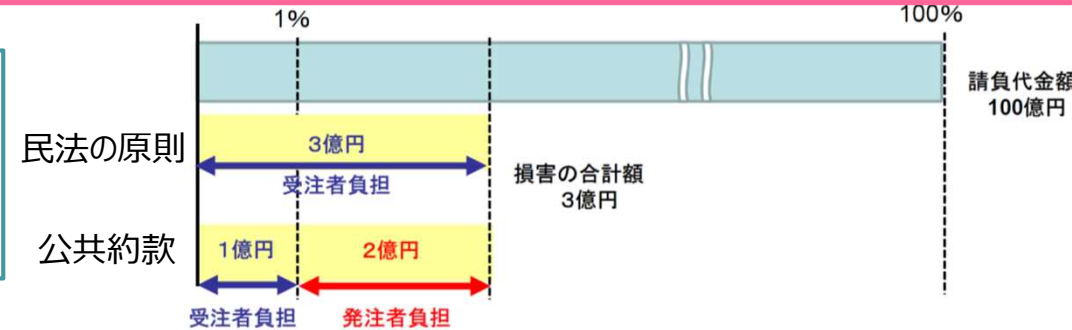 1%
100%
請負代金額
100億円
民法の原則
3億円
受注者負担
損害の合計額
3億円
公共約款
1億円
2億円
受注者負担
発注者負担